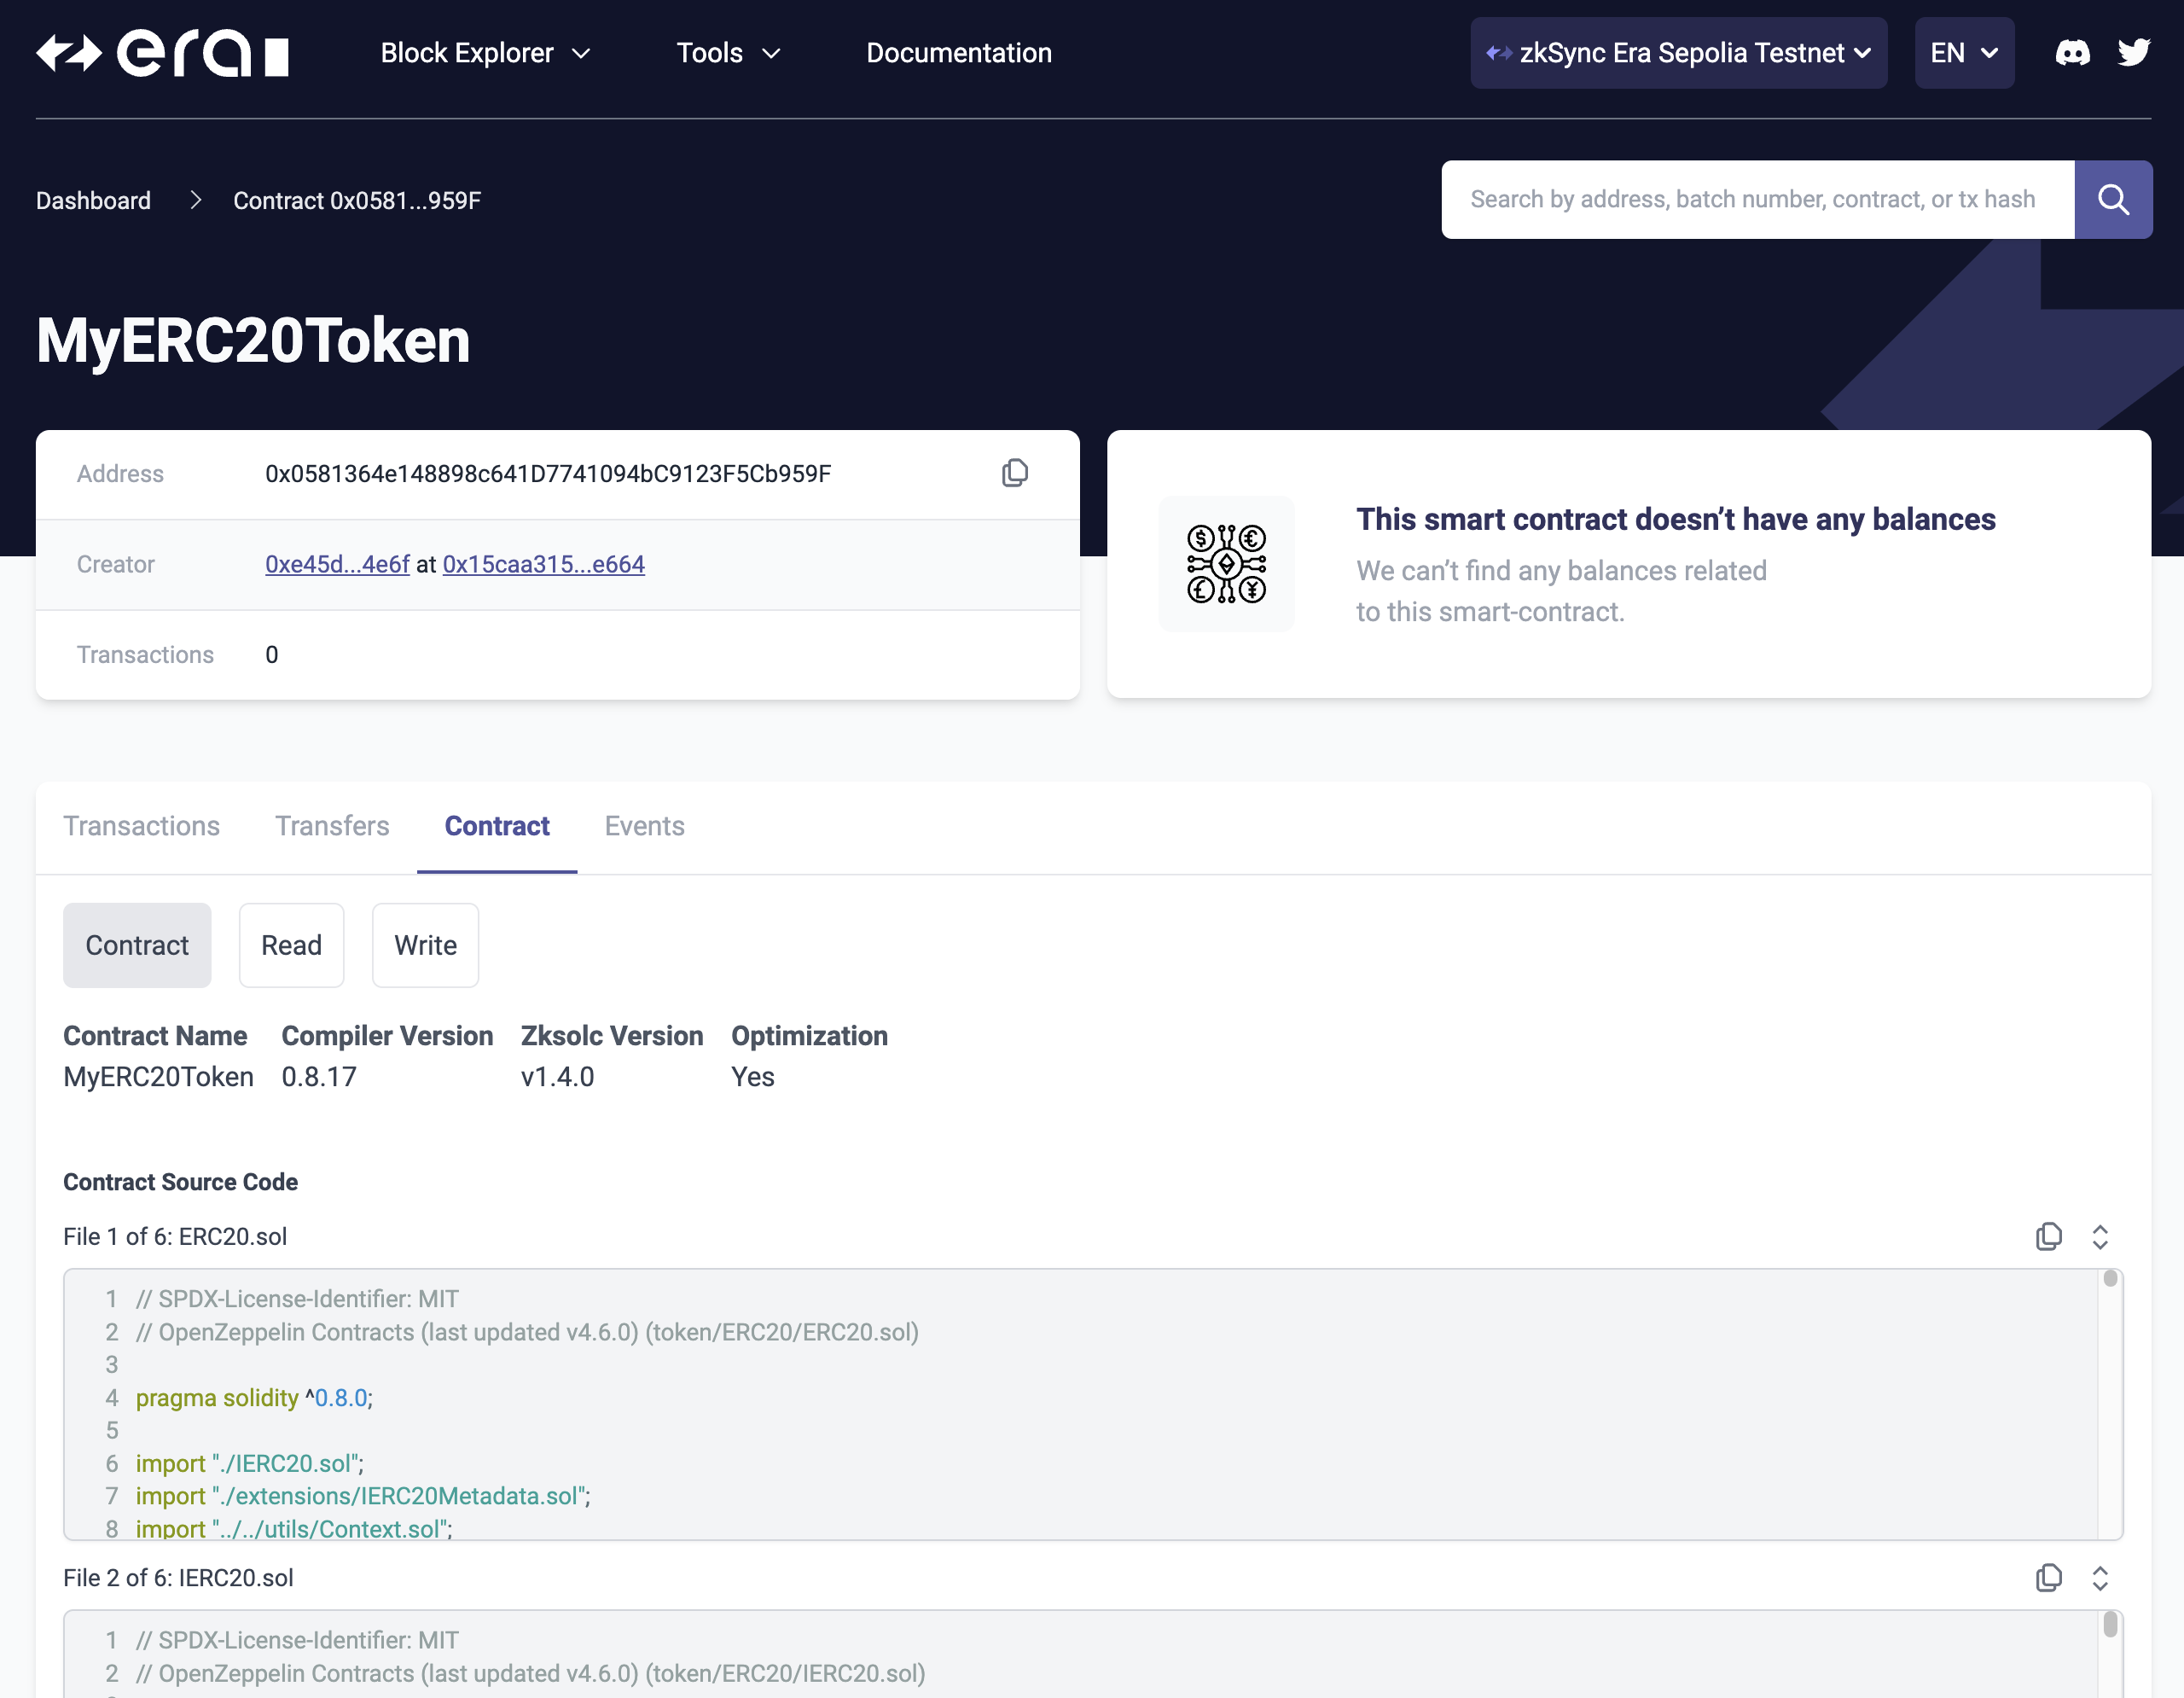 era
Block Explorer
Tools
Documentation
zkSync Era Sepolia Testnet
EN
Dashboard
Contract 0x0581...959F
Search by address, batch number, contract, or tx hash
MyERC20Token
Address 0x0581364e148898c641D7741094bC9123F5Cb959F
Creator 0xe45d...4e6f at 0x15caa315...e664
Transactions 0
This smart contract doesn’t have any balances
We can’t find any balances related
to this smart-contract.
Transactions Transfers Contract Events
Contract Read Write
Contract Name Compiler Version Zksolc Version Optimization
MyERC20Token 0.8.17 v1.4.0 Yes
Contract Source Code
File 1 of 6: ERC20.sol
1 // SPDX-License-Identifier: MIT
2 // OpenZeppelin Contracts (last updated v4.6.0) (token/ERC20/ERC20.sol)
3
4 pragma solidity ^0.8.0;
5
6 import "./IERC20.sol";
7 import "./extensions/IERC20Metadata.sol";
8 import "../../utils/Context.sol";
File 2 of 6: IERC20.sol
1 // SPDX-License-Identifier: MIT
2 // OpenZeppelin Contracts (last updated v4.6.0) (token/ERC20/IERC20.sol)